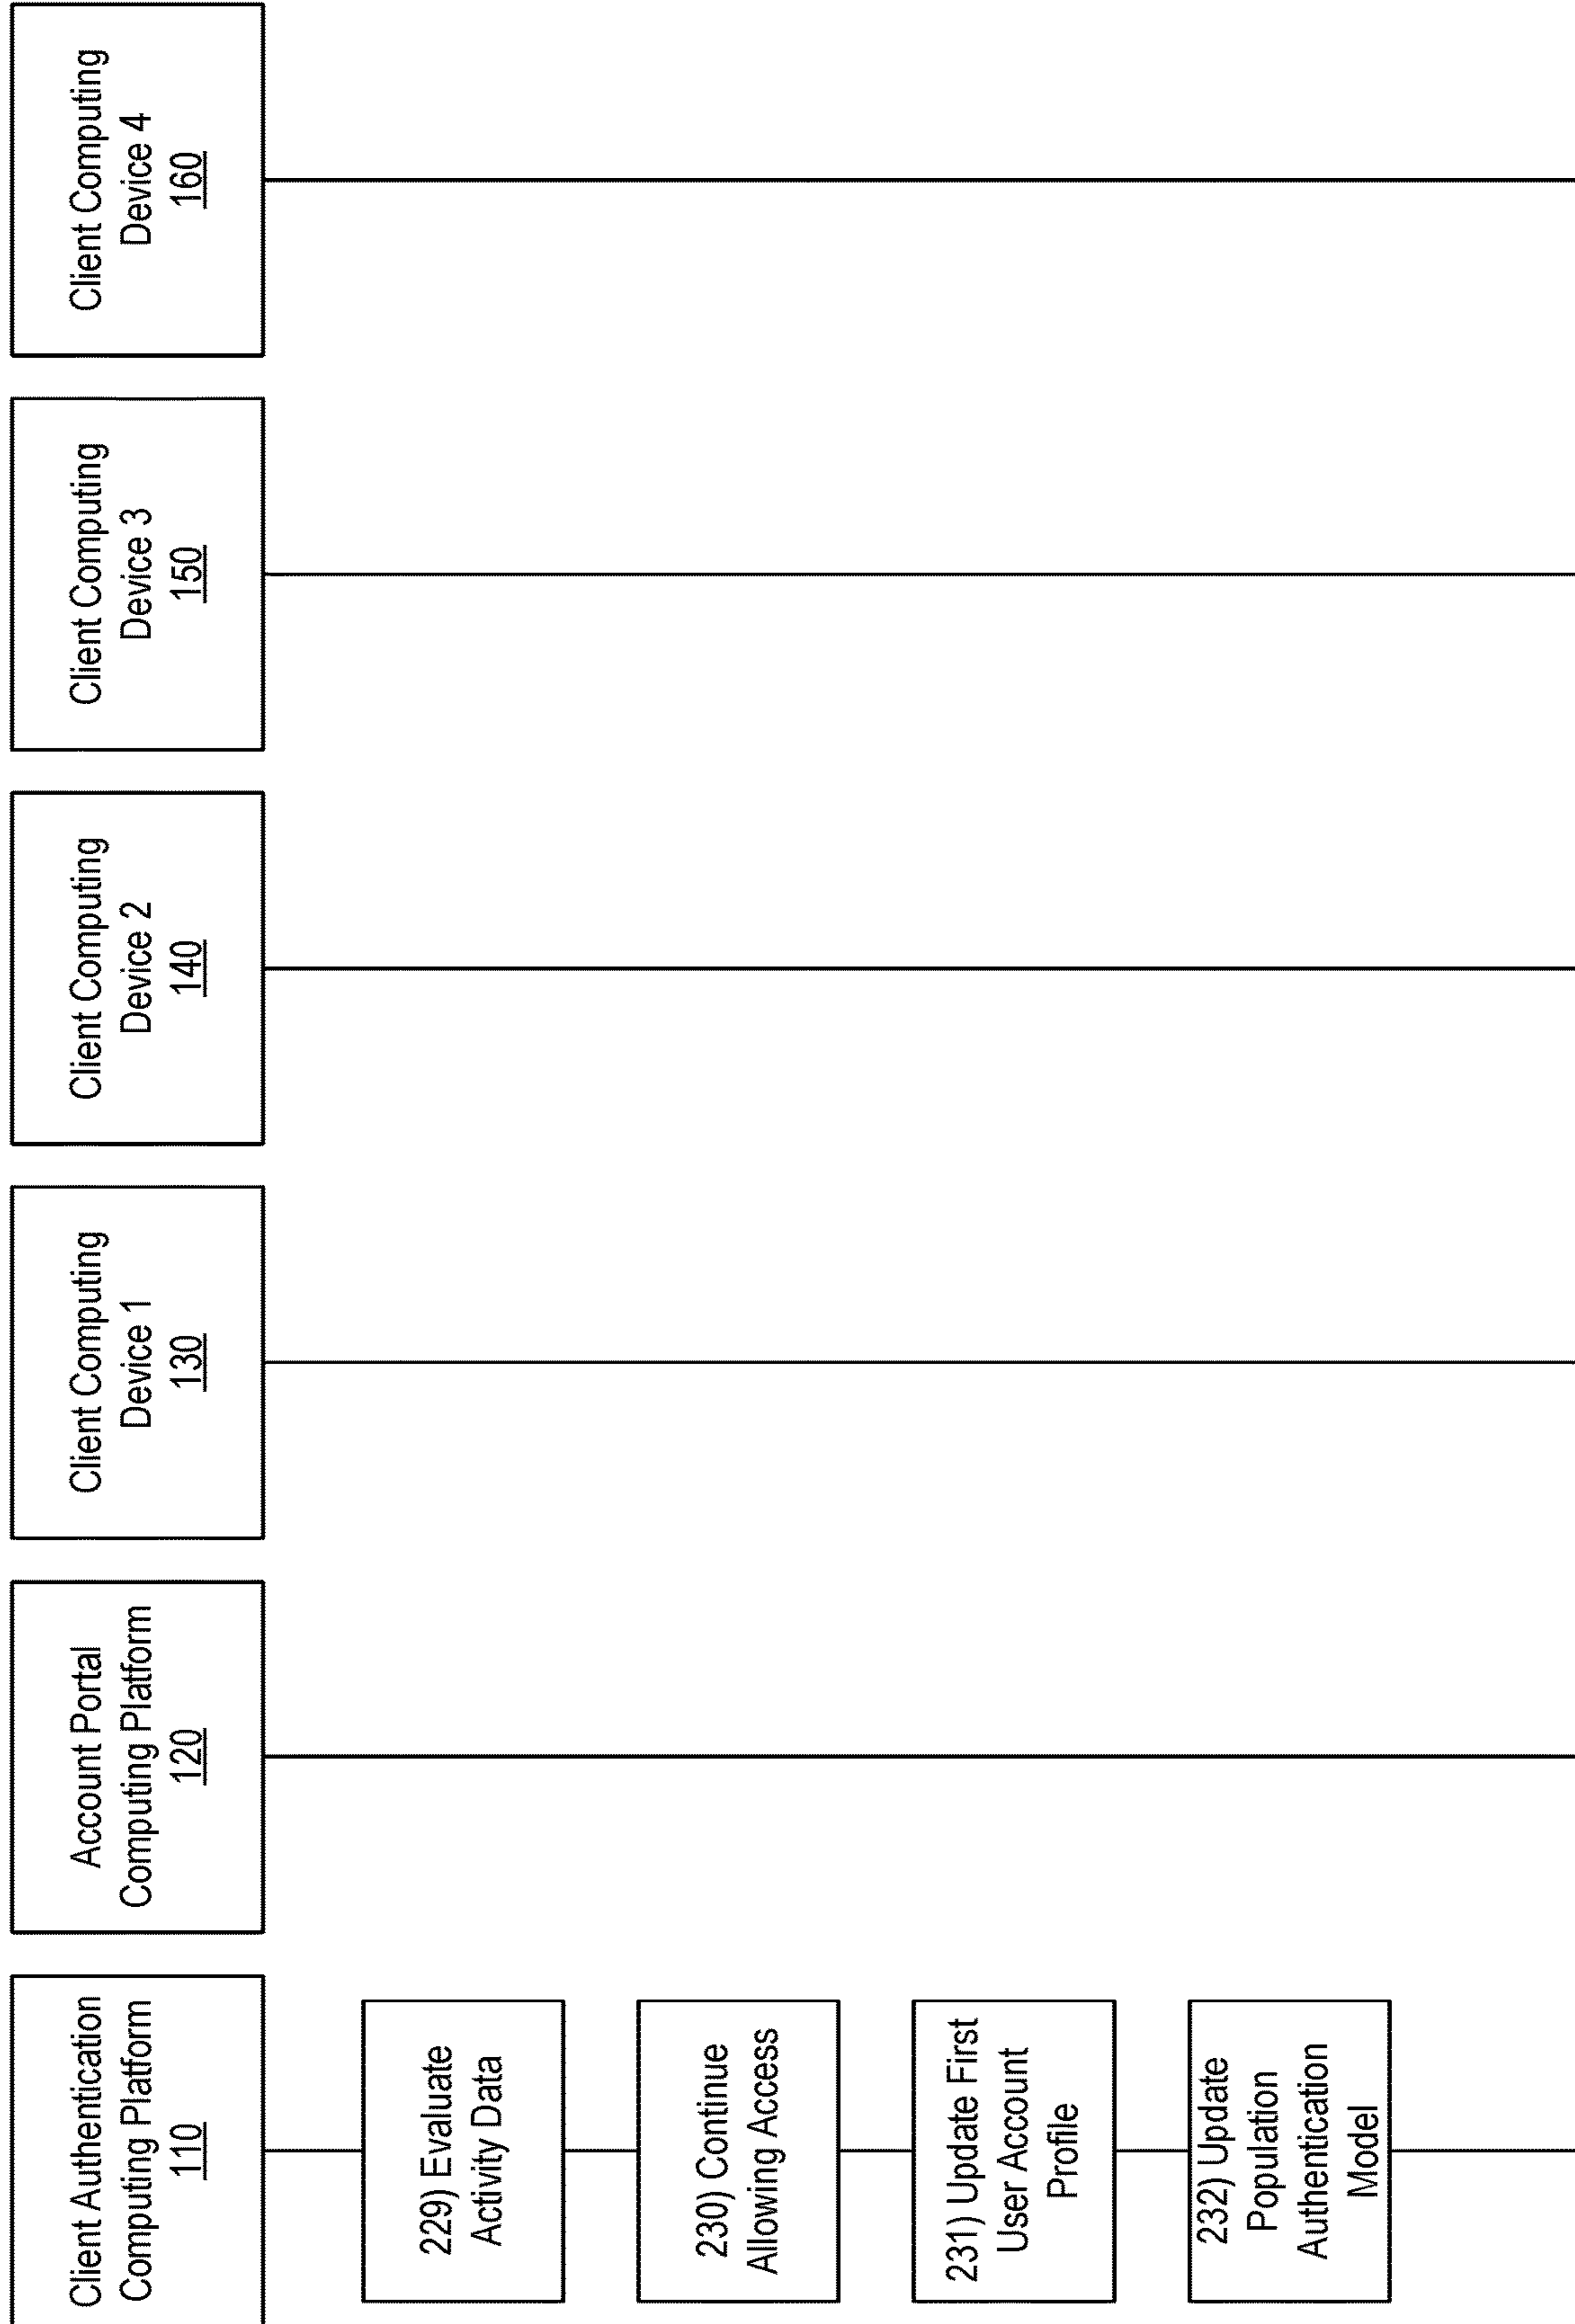 Client Authentication
Computing Platform
110
Account Portal
Computing Platform
120
Client Computing
Device 1
130
Client Computing
Device 2
140
Client Computing
Device 3
150
Client Computing
Device 4
160
229) Evaluate
Activity Data
230) Continue
Allowing Access
231) Update First
User Account
Profile
232) Update
Population
Authentication
Model